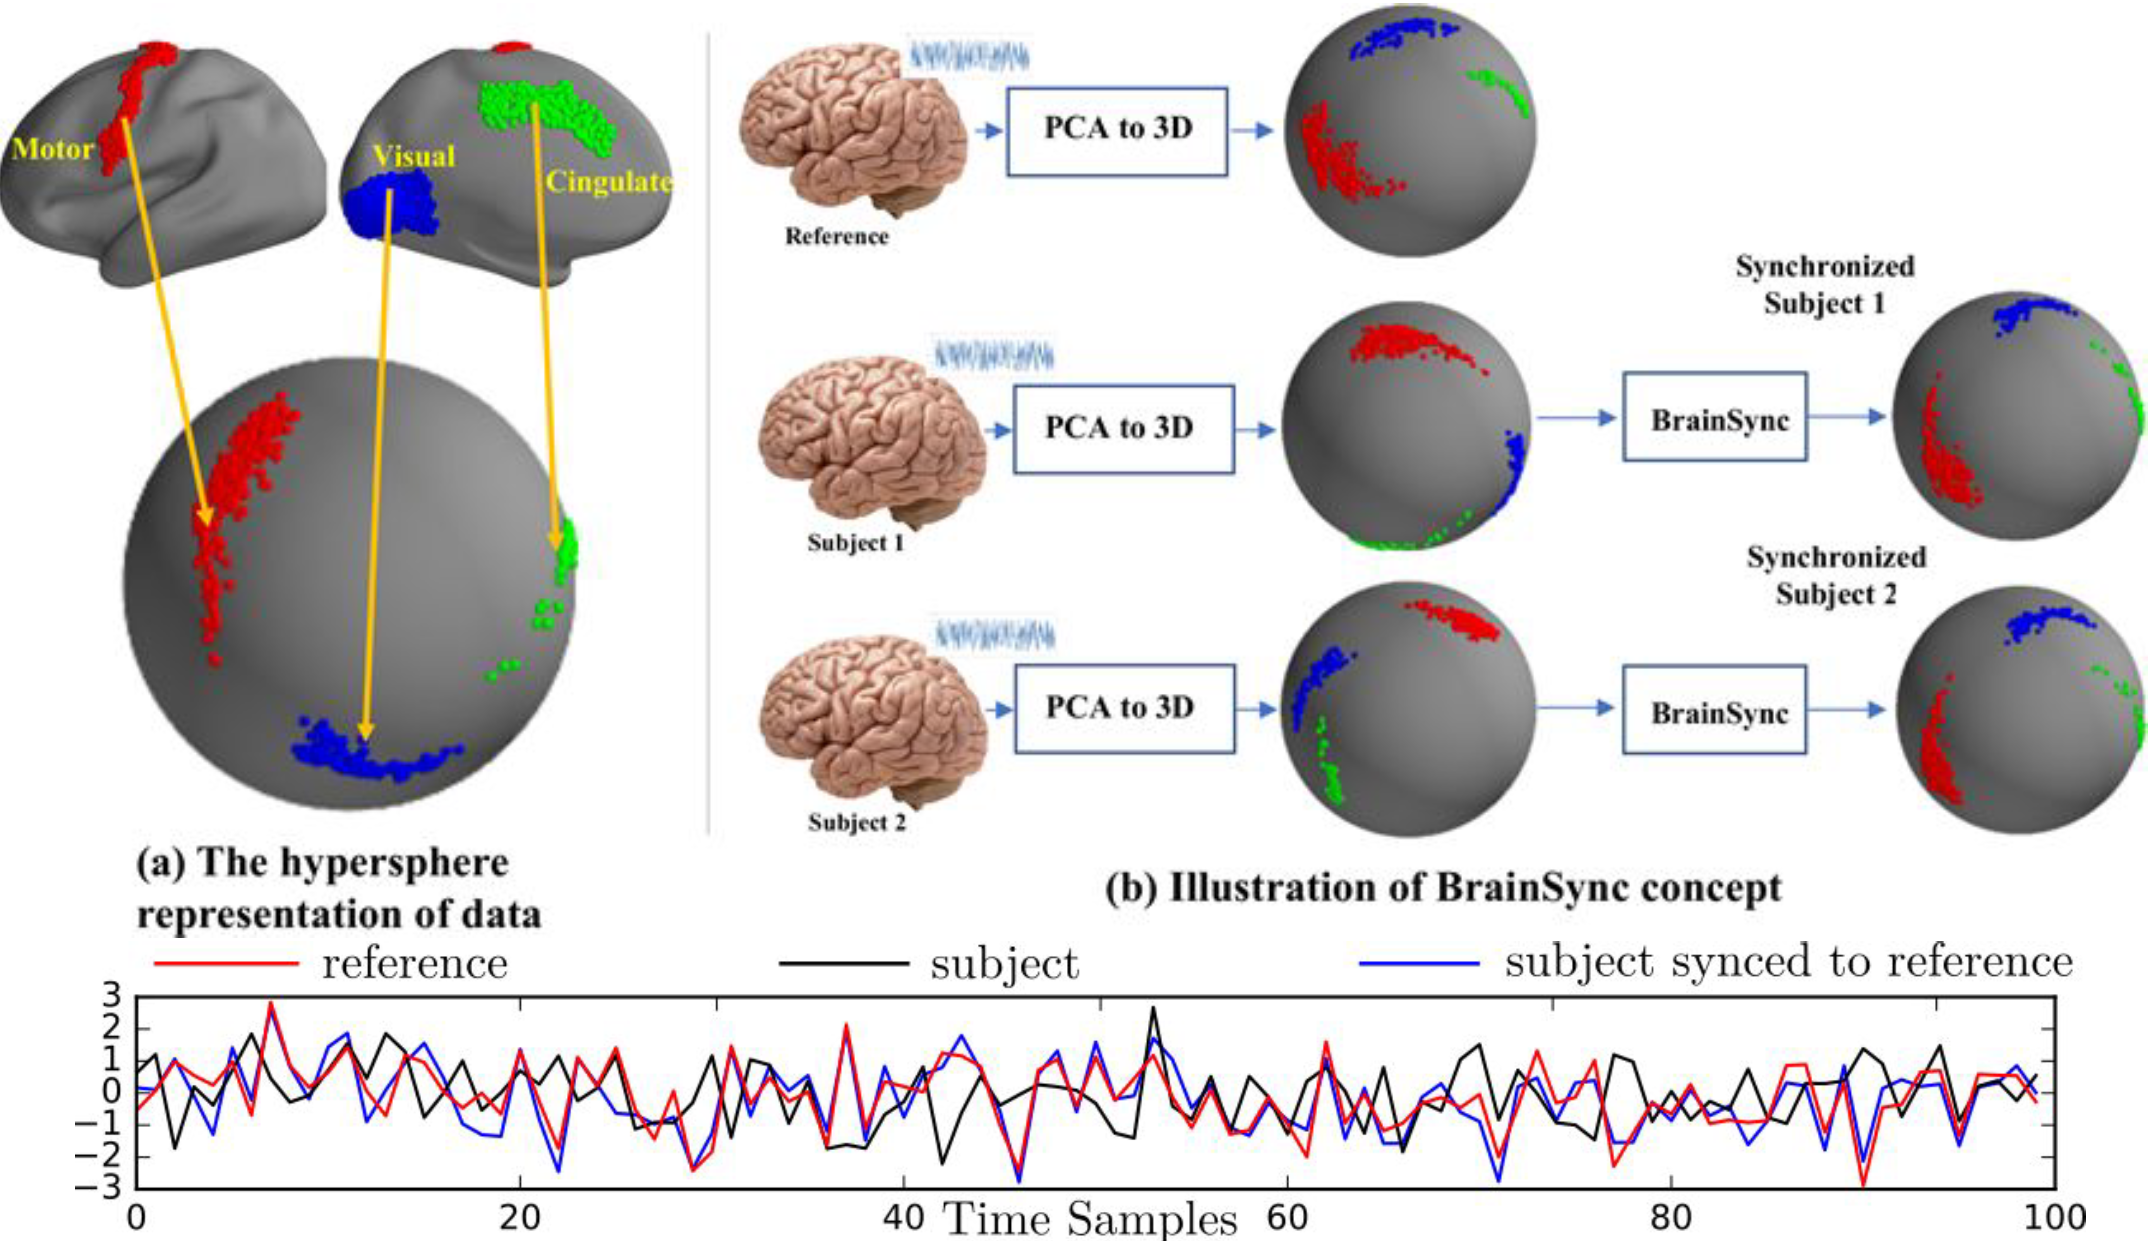 Motor
Visual
Cingulate
(a) The hypersphere
representation of data
PCA to 3D
Reference
Synchronized
Subject 1
PCA to 3D
BrainSync
Subject 1
Synchronized
Subject 2
PCA to 3D
BrainSync
Subject 2
(b) Illustration of BrainSync concept
reference
subject
subject synced to reference
3
2
1
0
−1
−2
−3
0 20 40 Time Samples 60 80 100